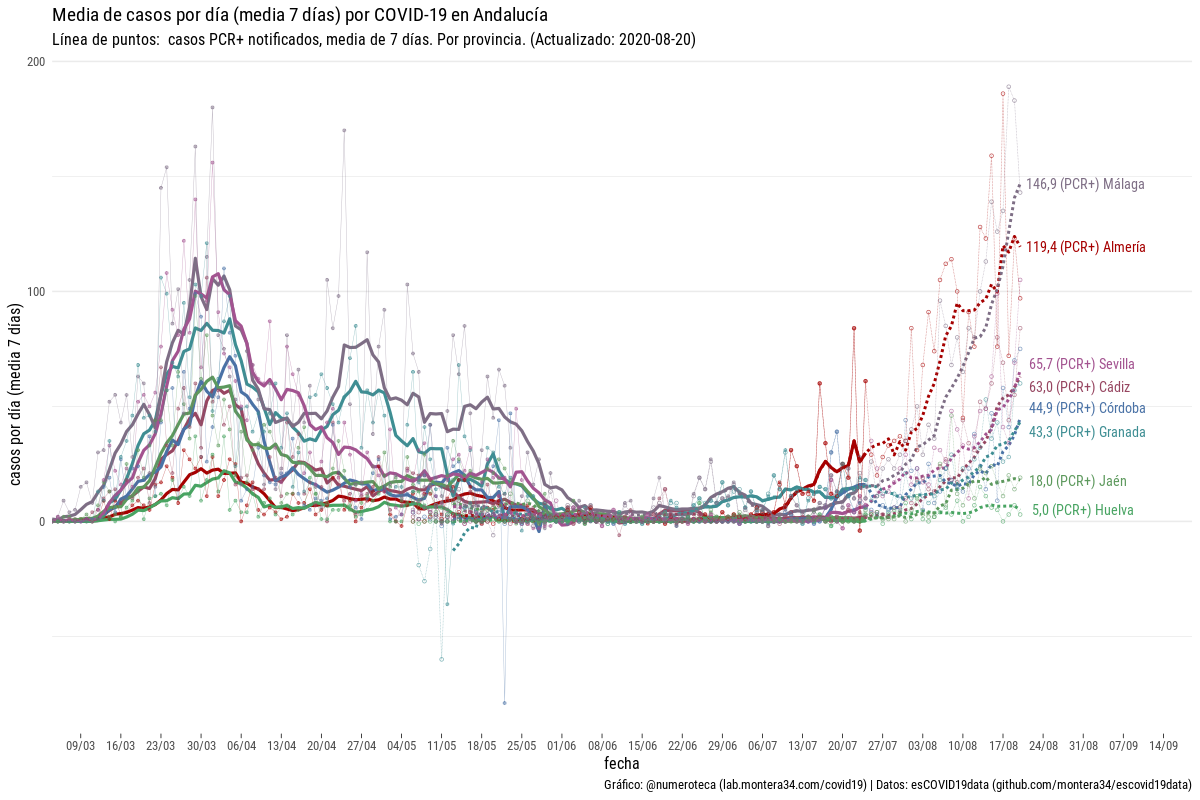 Media de casos por día (media 7 días) por COVID-19 en Andalucía
Línea de puntos:  casos PCR+ notificados, media de 7 días. Por provincia. (Actualizado: 2020-08-20)
casos por día (media 7 días)
200
100
0
146,9 (PCR+) Málaga
119,4 (PCR+) Almería
65,7 (PCR+) Sevilla
63,0 (PCR+) Cádiz
44,9 (PCR+) Córdoba
43,3 (PCR+) Granada
18,0 (PCR+) Jaén
5,0 (PCR+) Huelva
09/03 16/03 23/03 30/03 06/04 13/04 20/04 27/04 04/05 11/05 18/05 25/05 01/06 08/06 15/06 22/06 29/06 06/07 13/07 20/07 27/07 03/08 10/08 17/08 24/08 31/08 07/09 14/09
fecha
Gráfico: @numeroteca (lab.montera34.com/covid19) | Datos: esCOVID19data (github.com/montera34/escovid19data)